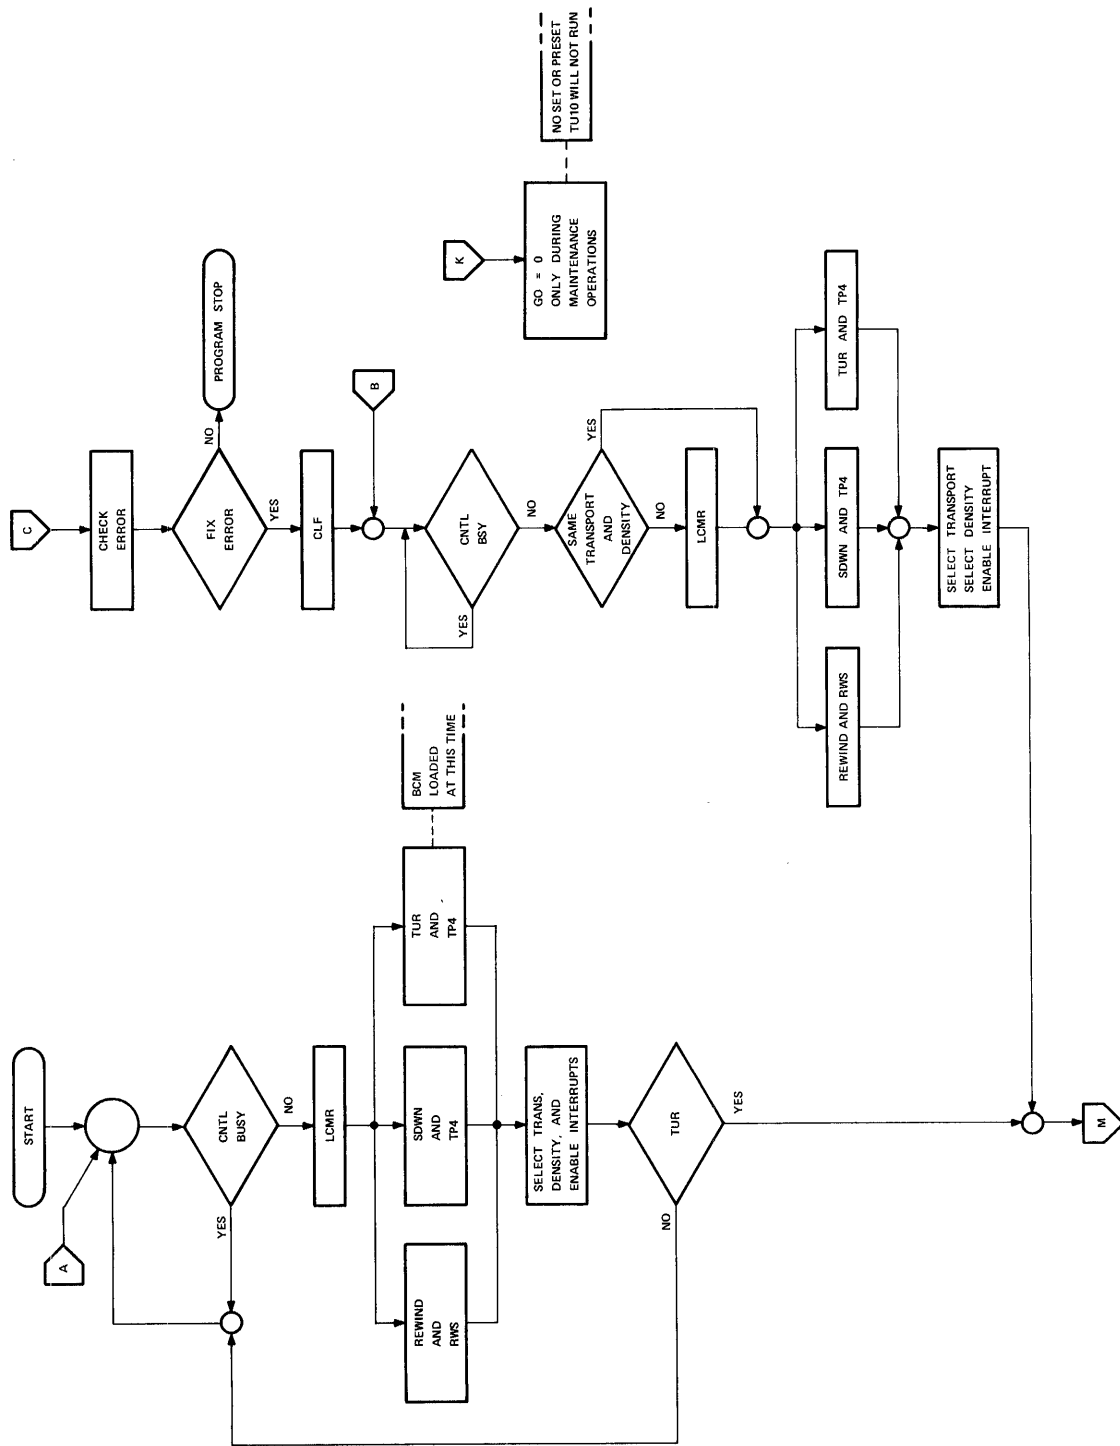 START
A
CNTL
BUSY
YES
NO
LCMR
REWIND
AND
RWS
SDWN
AND
TP4
TUR
AND
TP4
BCM
LOADED
AT THIS TIME
SELECT TRANS,
DENSITY, AND
ENABLE INTERRUPTS
TUR
NO
YES
M
C
CHECK
ERROR
FIX
ERROR
NO
PROGRAM STOP
YES
CLF
B
CNTL
BSY
YES
NO
SAME
TRANSPORT
AND
DENSITY
YES
NO
LCMR
REWIND AND RWS
SDWN AND TP4
TUR AND TP4
SELECT TRANSPORT
SELECT DENSITY
ENABLE INTERRUPT
K
GO = 0
ONLY DURING
MAINTENANCE
OPERATIONS
NO SET OR PRESET
TU10 WILL NOT RUN